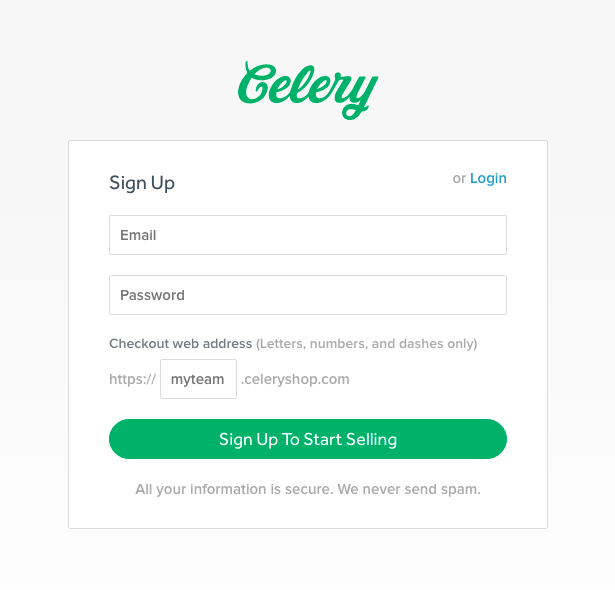 Celery
Sign Up
or Login
Email
Password
Checkout web address (Letters, numbers, and dashes only)
https:// myteam .celeryshop.com
Sign Up To Start Selling
All your information is secure. We never send spam.